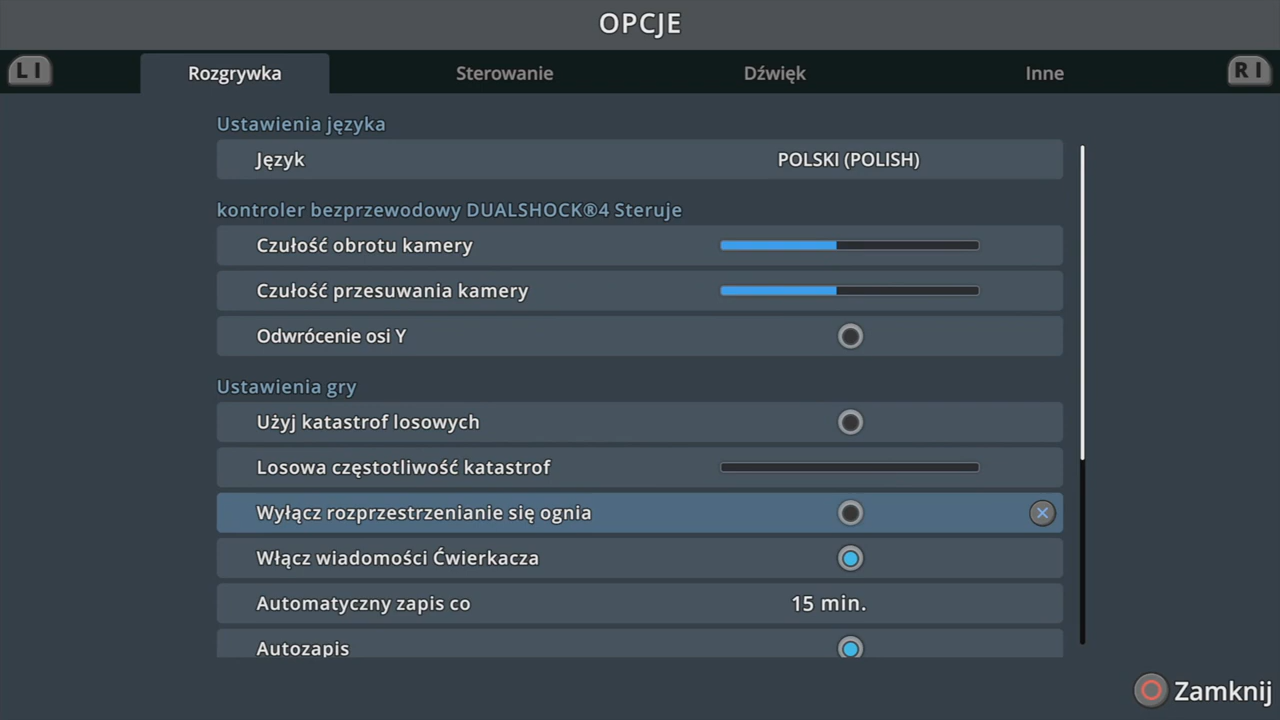 OPCJE
L1 Rozgrywka Sterowanie Dźwięk Inne R1
Ustawienia języka
Język POLSKI (POLISH)
kontroler bezprzewodowy DUALSHOCK®4 Steruje
Czułość obrotu kamery
Czułość przesuwania kamery
Odwrócenie osi Y
Ustawienia gry
Użyj katastrof losowych
Losowa częstotliwość katastrof
Wyłącz rozprzestrzenianie się ognia
Włącz wiadomości Ćwierkacza
Automatyczny zapis co 15 min.
Autozapis
Zamknij